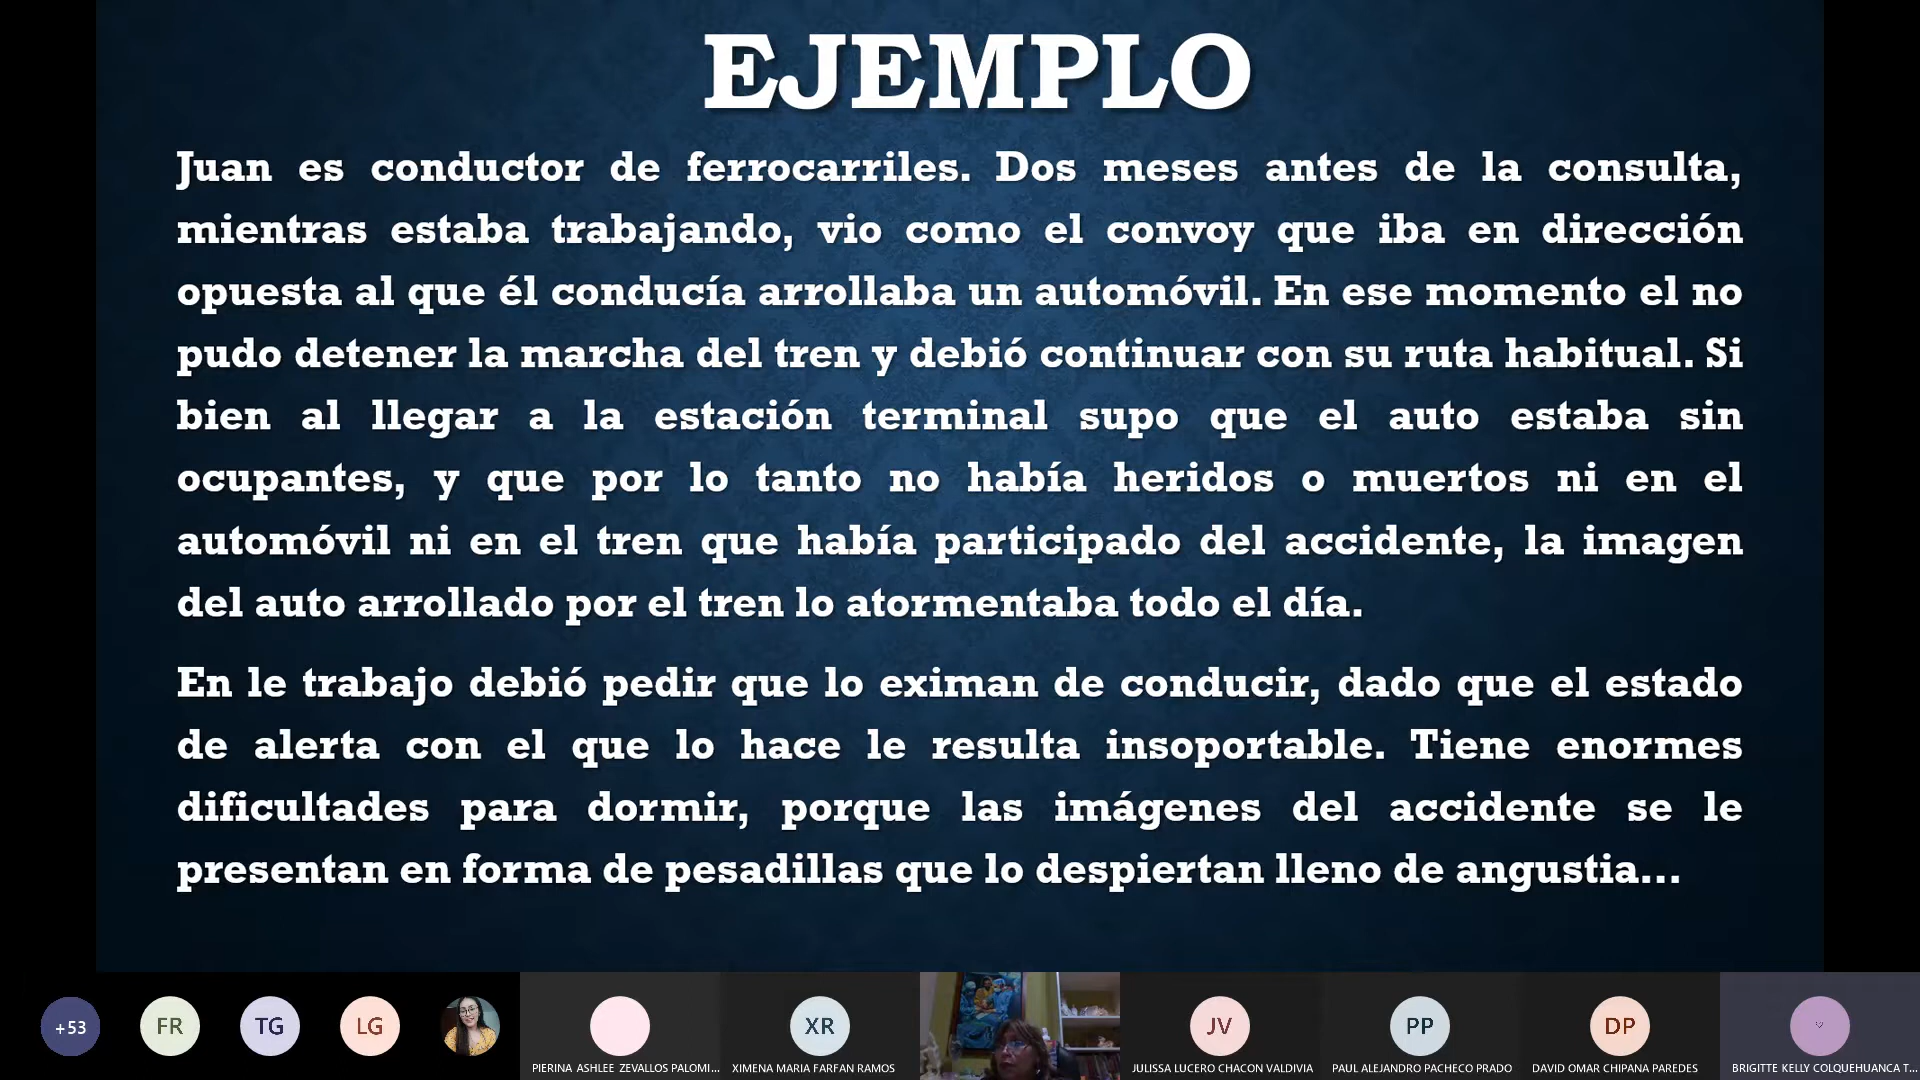 EJEMPLO
Juan es conductor de ferrocarriles. Dos meses antes de la consulta,
mientras estaba trabajando, vio como el convoy que iba en dirección
opuesta al que él conducía arrollaba un automóvil. En ese momento el no
pudo detener la marcha del tren y debió continuar con su ruta habitual. Si
bien al llegar a la estación terminal supo que el auto estaba sin
ocupantes, y que por lo tanto no había heridos o muertos ni en el
automóvil ni en el tren que había participado del accidente, la imagen
del auto arrollado por el tren lo atormentaba todo el día.
En le trabajo debió pedir que lo eximan de conducir, dado que el estado
de alerta con el que lo hace le resulta insoportable. Tiene enormes
dificultades para dormir, porque las imágenes del accidente se le
presentan en forma de pesadillas que lo despiertan lleno de angustia...
+53 FR TG LG XR JV PP DP
PIERINA ASHLEE ZEVALLOS PALOMI... XIMENA MARIA FARFAN RAMOS JULISSA LUCERO CHACON VALDIVIA PAUL ALEJANDRO PACHECO PRADO DAVID OMAR CHIPANA PAREDES BRIGITTE KELLY COLQUEHUANCA T...